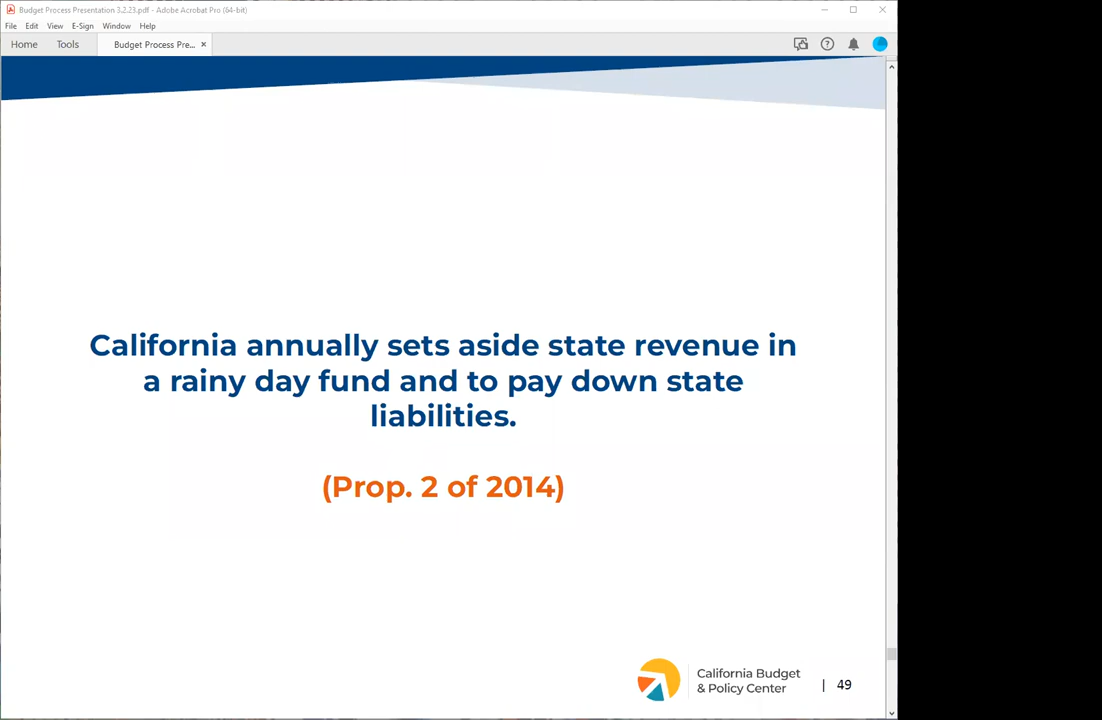 Budget Process Presentation 3.2.23.pdf - Adobe Acrobat Pro (64-bit)
File Edit View E-Sign Window Help
Home Tools Budget Process Pre... ×
California annually sets aside state revenue in
a rainy day fund and to pay down state
liabilities.
(Prop. 2 of 2014)
California Budget
& Policy Center | 49